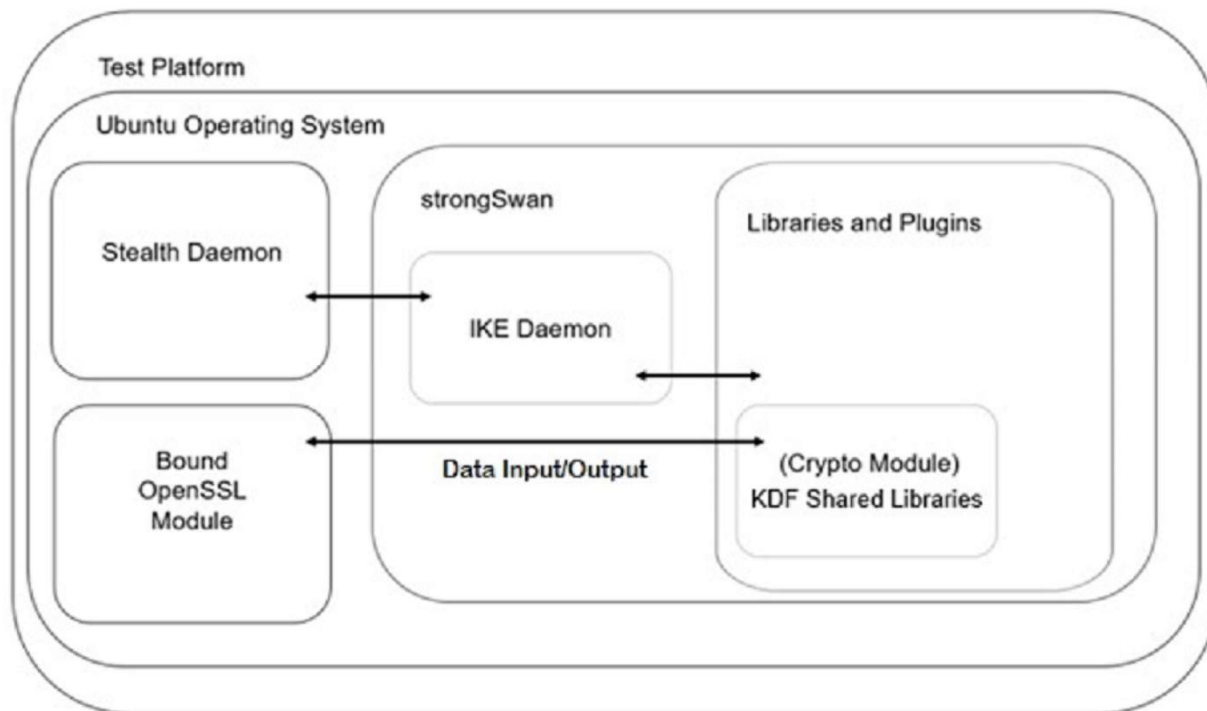 Test Platform
Ubuntu Operating System
Stealth Daemon
strongSwan
IKE Daemon
Libraries and Plugins
Bound
OpenSSL
Module
Data Input/Output
(Crypto Module)
KDF Shared Libraries